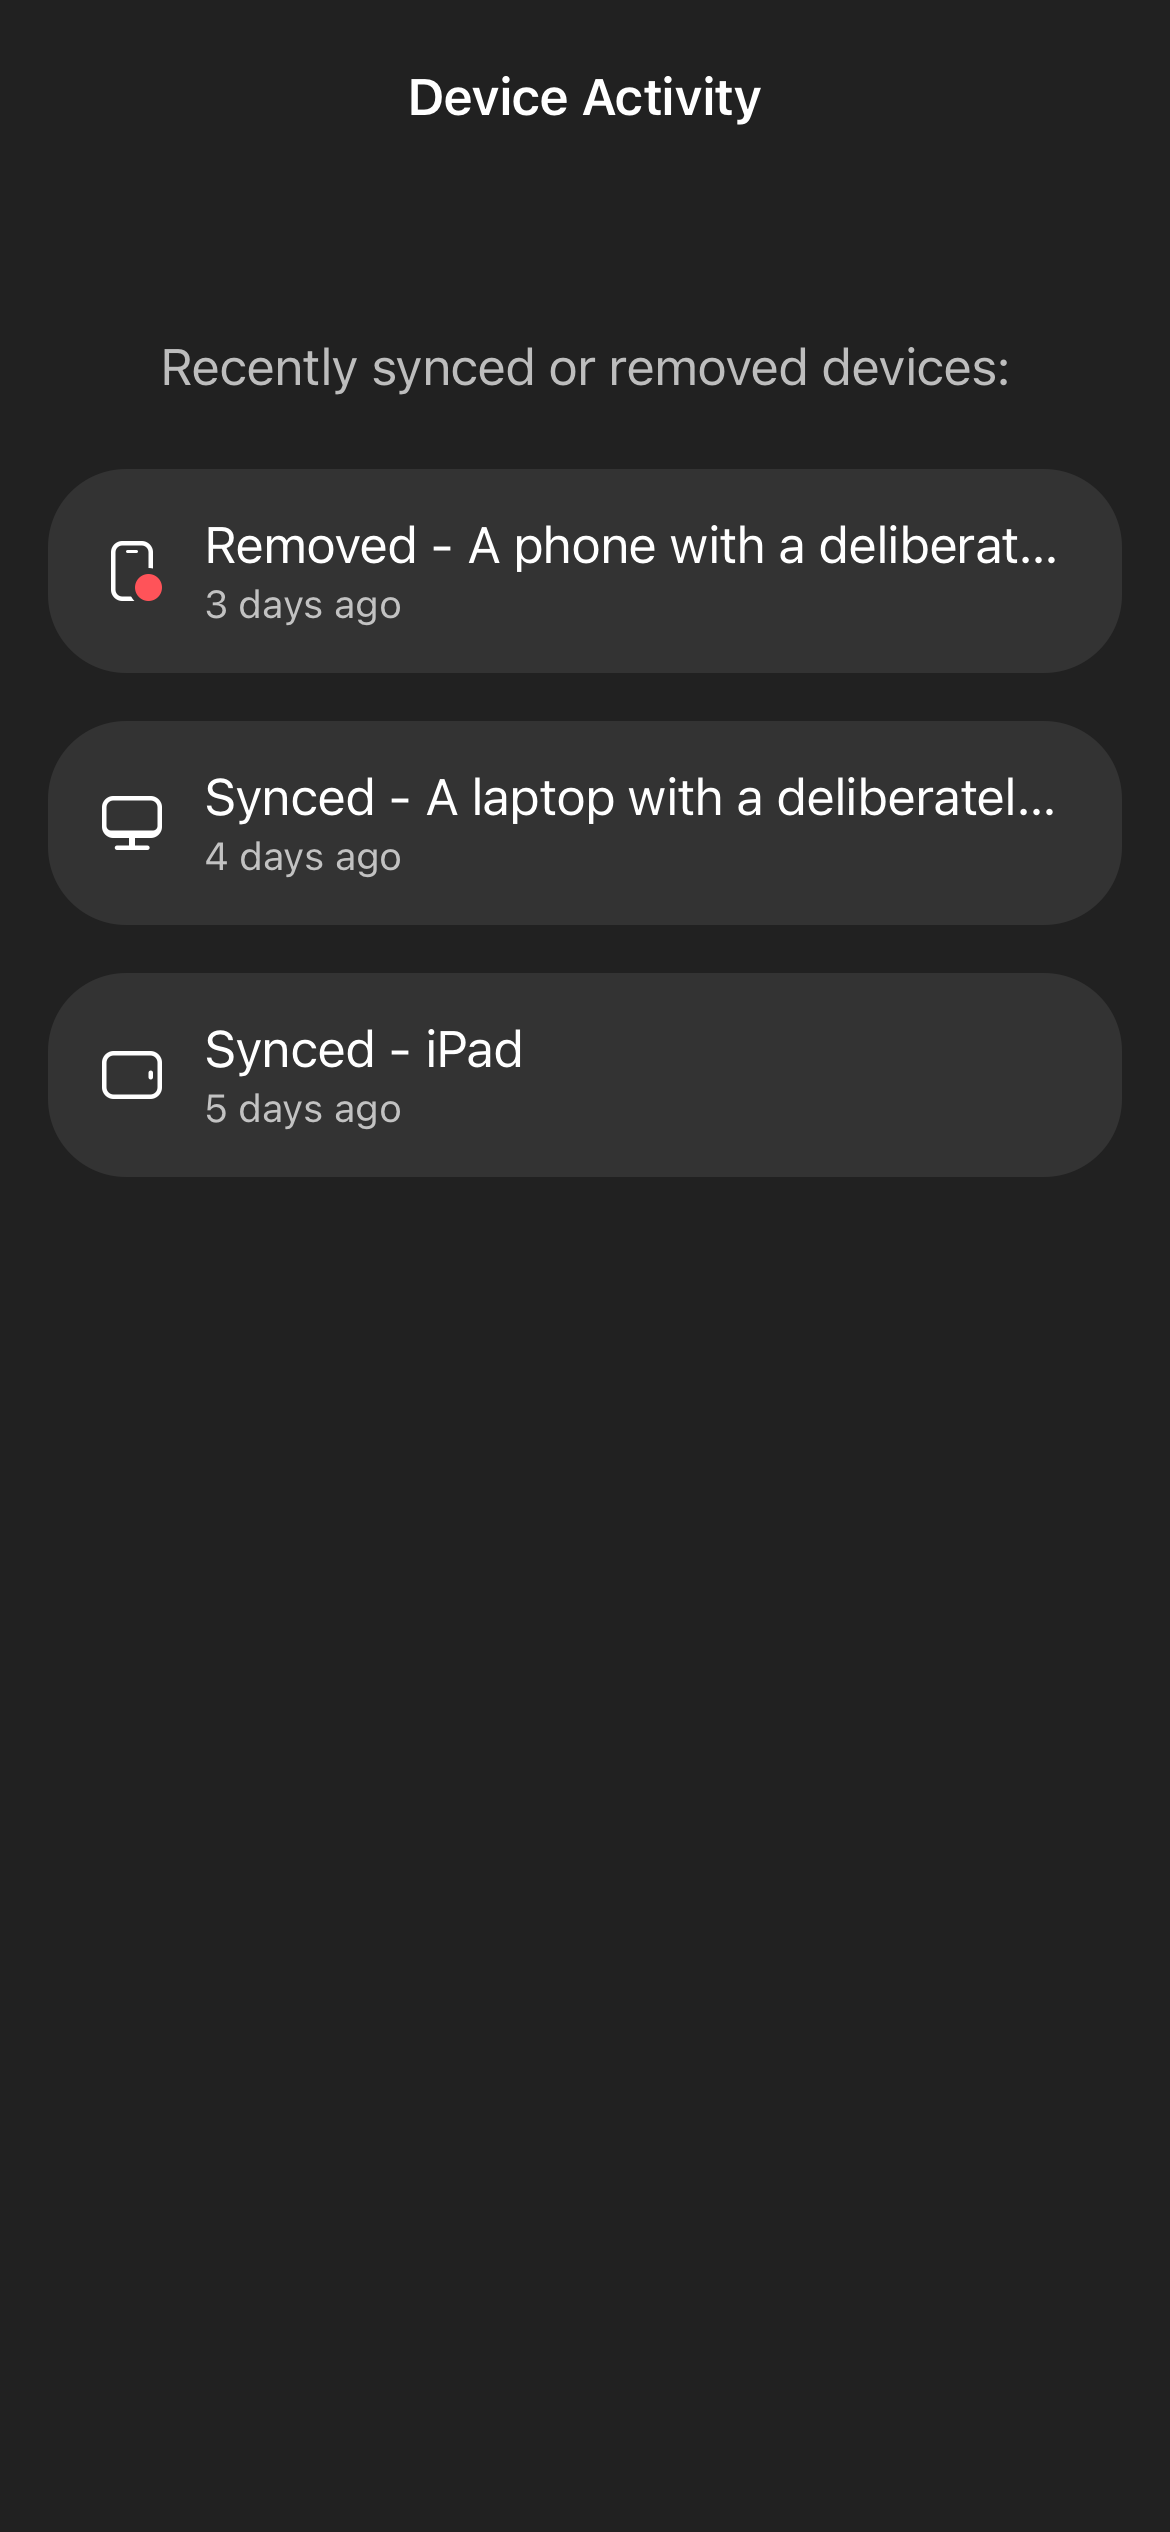 Device Activity
Recently synced or removed devices:
Removed - A phone with a deliberat...
3 days ago
Synced - A laptop with a deliberatel...
4 days ago
Synced - iPad
5 days ago